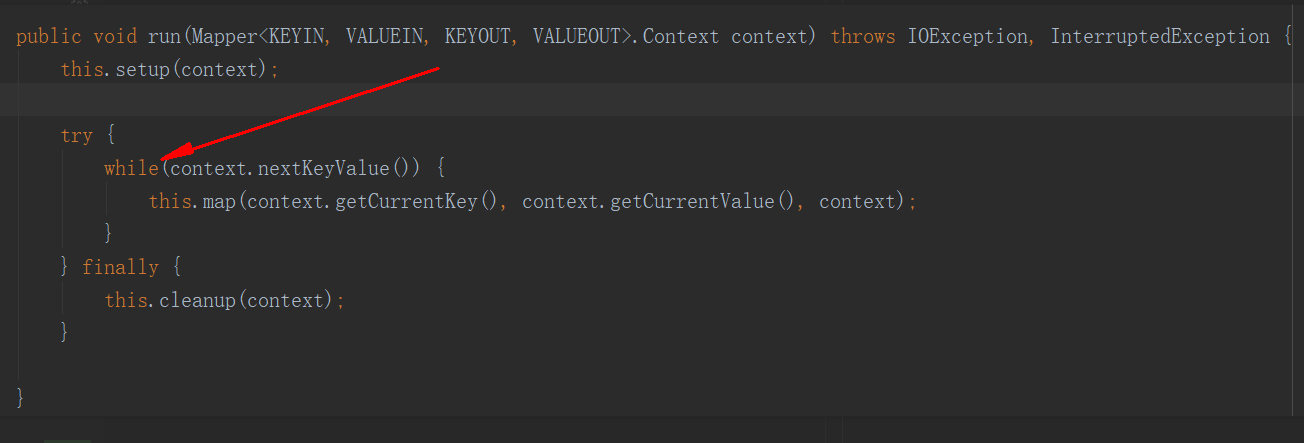 public void run(Mapper<KEYIN, VALUEIN, KEYOUT, VALUEOUT>.Context context) throws IOException, InterruptedException {
    this.setup(context);
    try {
        while(context.nextKeyValue()) {
            this.map(context.getCurrentKey(), context.getCurrentValue(), context);
        }
    } finally {
        this.cleanup(context);
    }
}